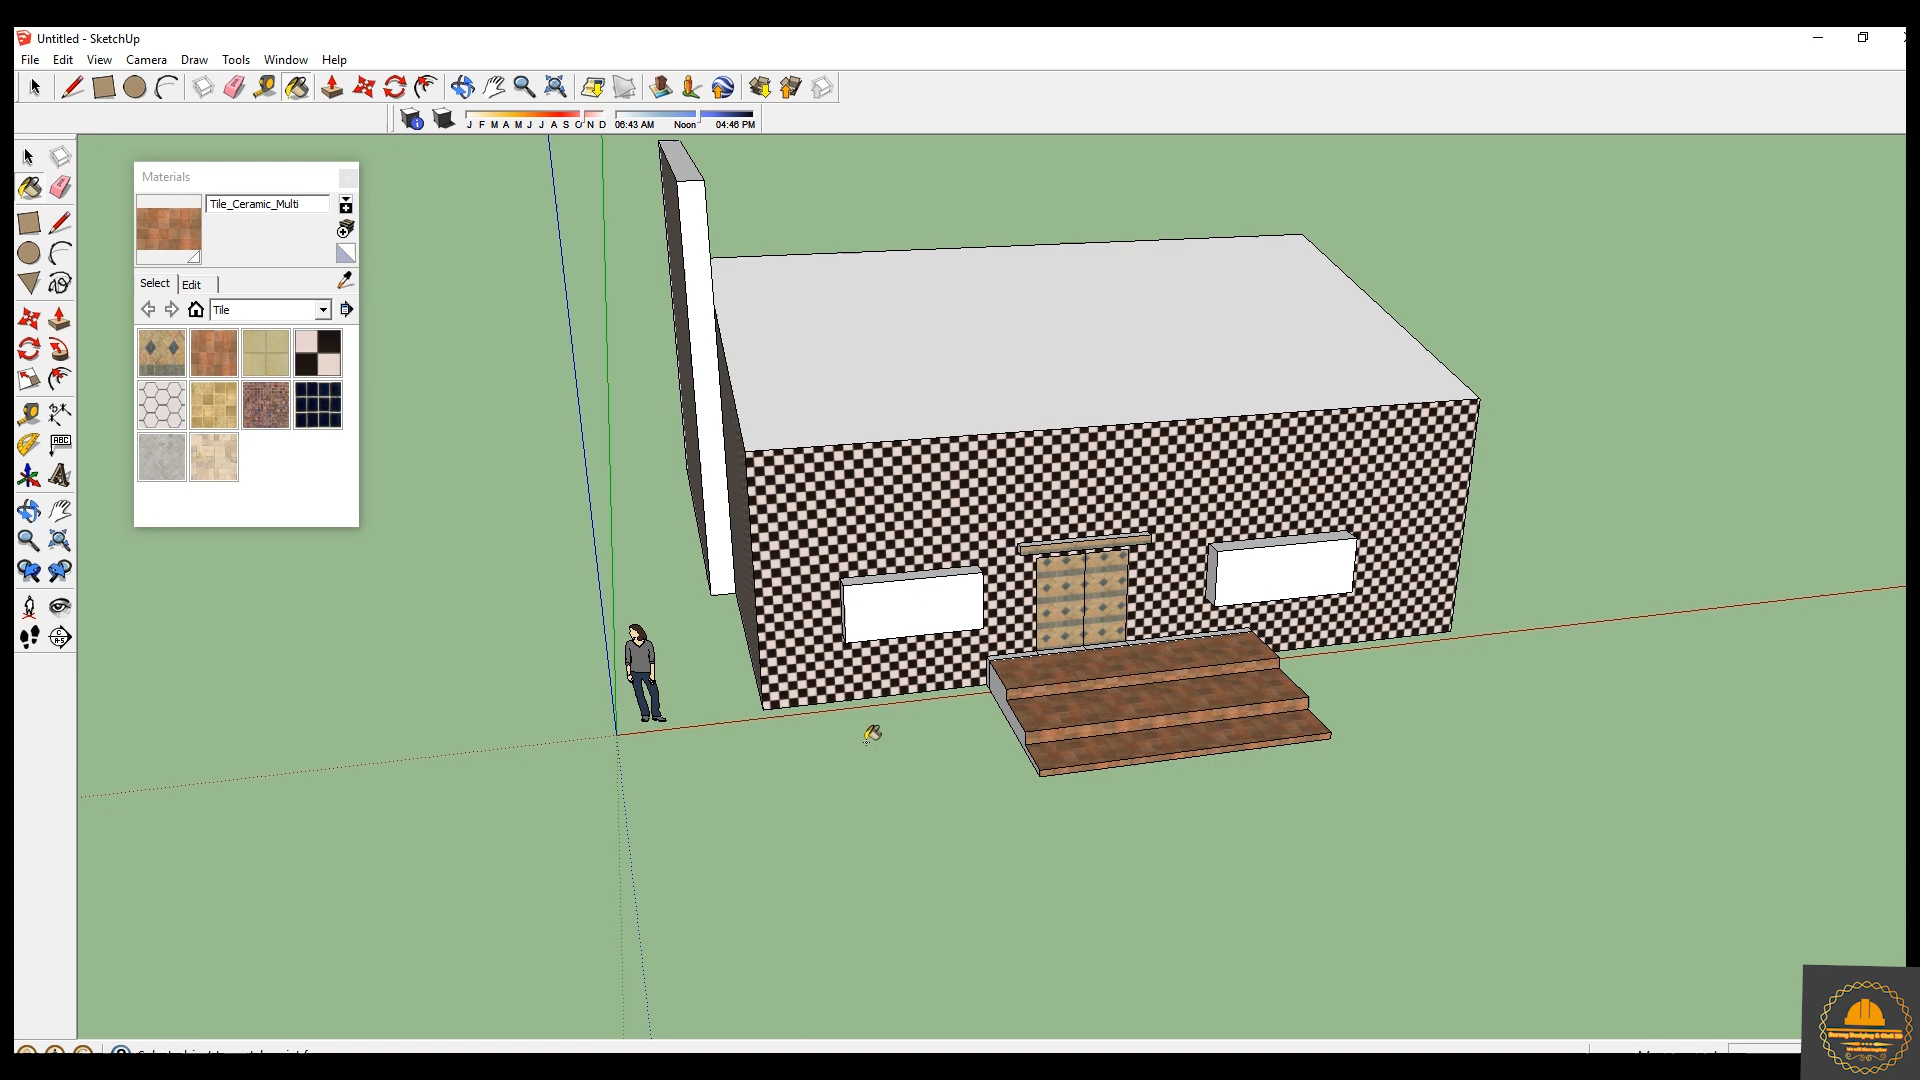 Untitled - SketchUp
File Edit View Camera Draw Tools Window Help
J F M A M J J A S O N D 06:43 AM Noon 04:46 PM
Materials
Tile_Ceramic_Multi
Select Edit
Tile
ABC